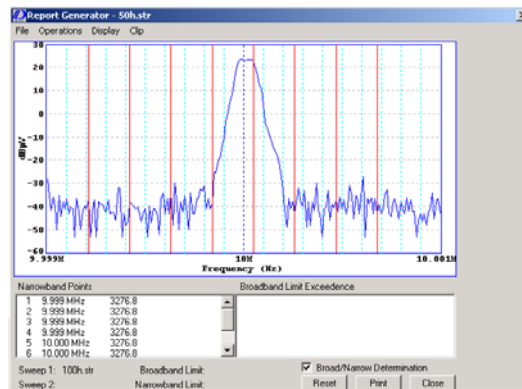 Report Generator - 50h.str
File Operations Display Clip
30
20
10
0
-10
-20
-30
-40
-50
-60
dBµV
9.999M 10M 10.001M
Frequency (Hz)
Narrowband Points Broadband Limit Exceedence
1 9.999 MHz 3276.8
2 9.999 MHz 3276.8
3 9.999 MHz 3276.8
4 9.999 MHz 3276.8
5 10.000 MHz 3276.8
6 10.000 MHz 3276.8
Sweep 1: 100h.str Broadband Limit: Broad/Narrow Determination
Sweep 2: Narrowband Limit: Reset Print Close